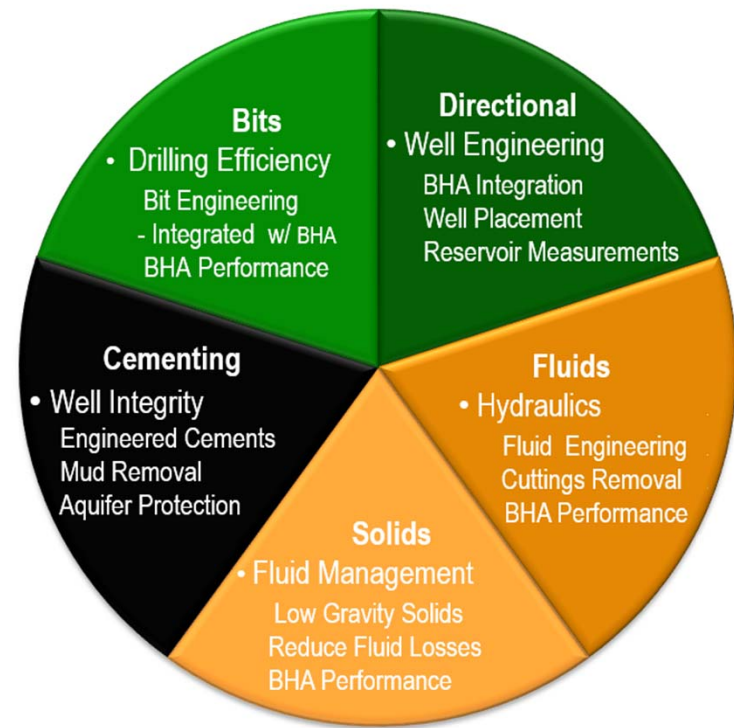 Bits
• Drilling Efficiency
Bit Engineering
- Integrated w/ BHA
BHA Performance
Directional
• Well Engineering
BHA Integration
Well Placement
Reservoir Measurements
Fluids
• Hydraulics
Fluid Engineering
Cuttings Removal
BHA Performance
Solids
• Fluid Management
Low Gravity Solids
Reduce Fluid Losses
BHA Performance
Cementing
• Well Integrity
Engineered Cements
Mud Removal
Aquifer Protection